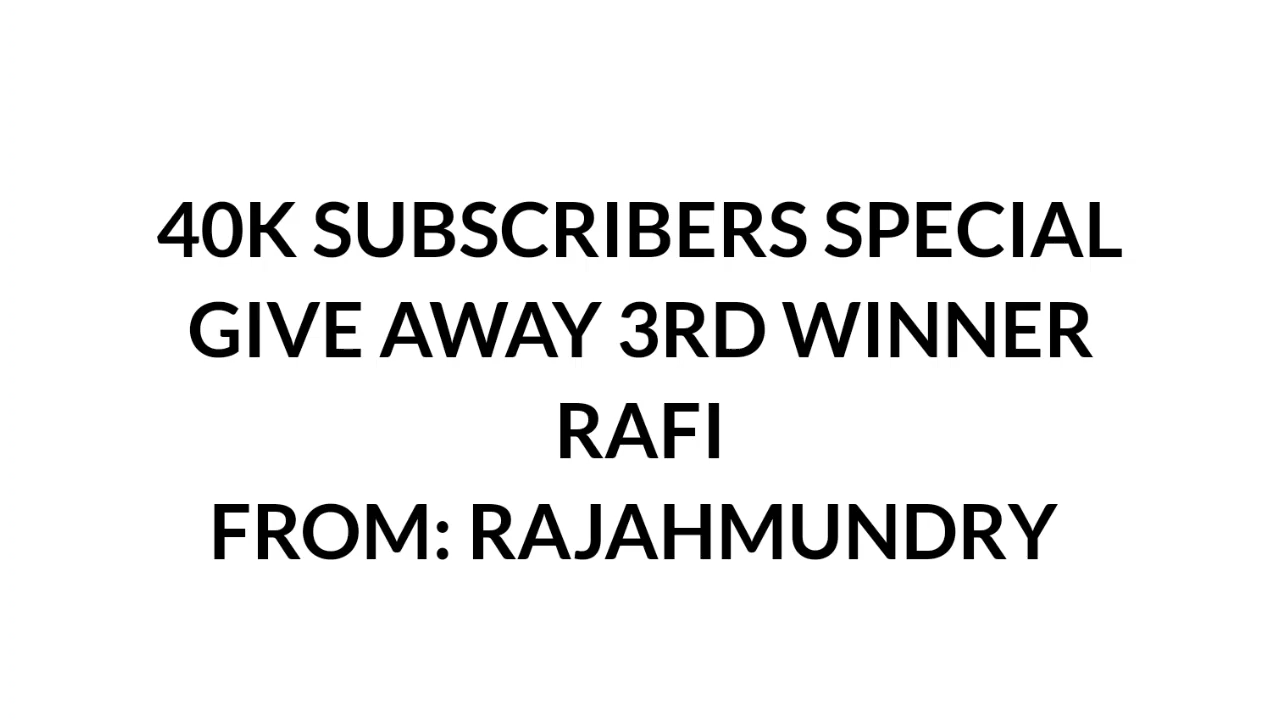 40K SUBSCRIBERS SPECIAL
GIVE AWAY 3RD WINNER
RAFI
FROM: RAJAHMUNDRY